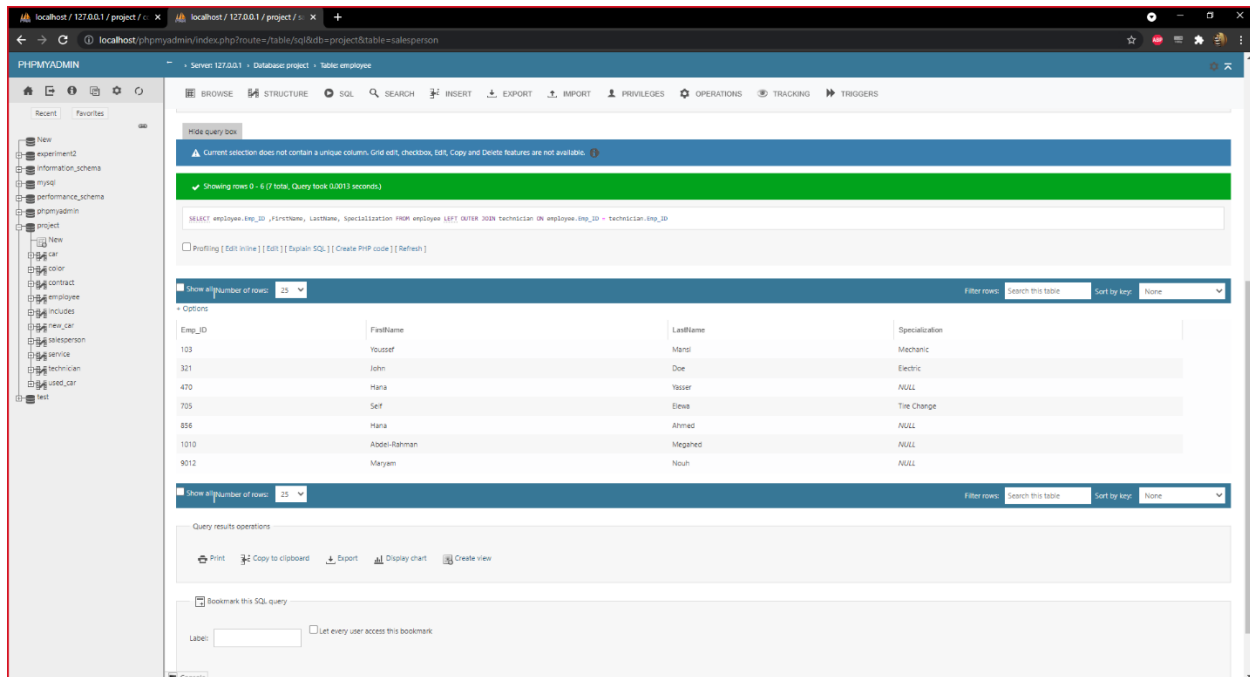 localhost / 127.0.0.1 / project / c
localhost / 127.0.0.1 / project / s
localhost/phpmyadmin/index.php?route=/table/sql&db=project&table=salesperson
PHPMYADMIN
Server: 127.0.0.1 » Database: project » Table: employee
BROWSE STRUCTURE SQL SEARCH INSERT EXPORT IMPORT PRIVILEGES OPERATIONS TRACKING TRIGGERS
Recent Favorites
New
experiment2
information_schema
mysql
performance_schema
phpmyadmin
project
New
car
color
contract
employee
includes
new_car
salesperson
service
technician
used_car
test
Hide query box
Current selection does not contain a unique column. Grid edit, checkbox, Edit, Copy and Delete features are not available.
Showing rows 0 - 6 (7 total, Query took 0.0013 seconds.)
SELECT employee.Emp_ID ,FirstName, LastName, Specialization FROM employee LEFT OUTER JOIN technician ON employee.Emp_ID = technician.Emp_ID
Profiling [ Edit inline ] [ Edit ] [ Explain SQL ] [ Create PHP code ] [ Refresh ]
Show all Number of rows: 25 Filter rows: Search this table Sort by key: None
+ Options
Emp_ID FirstName LastName Specialization
103 Youssef Mansi Mechanic
321 John Doe Electric
470 Hana Yasser NULL
705 Seif Elewa Tire Change
856 Hana Ahmed NULL
1010 Abdel-Rahman Megahed NULL
9012 Maryam Nouh NULL
Show all Number of rows: 25 Filter rows: Search this table Sort by key: None
Query results operations
Print Copy to clipboard Export Display chart Create view
Bookmark this SQL query
Label: Let every user access this bookmark